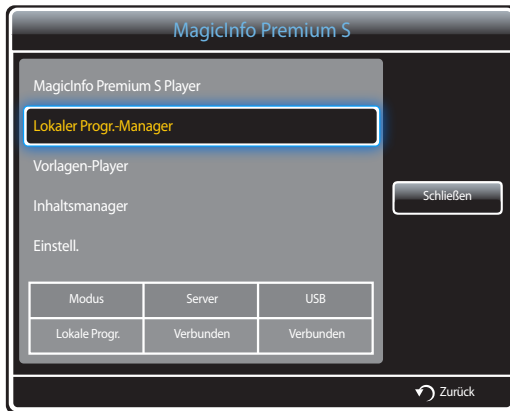 MagicInfo Premium S
MagicInfo Premium S Player
Lokaler Progr.-Manager
Vorlagen-Player
Inhaltsmanager
Einstell.
Schließen
Modus Server USB
Lokale Progr. Verbunden Verbunden
Zurück